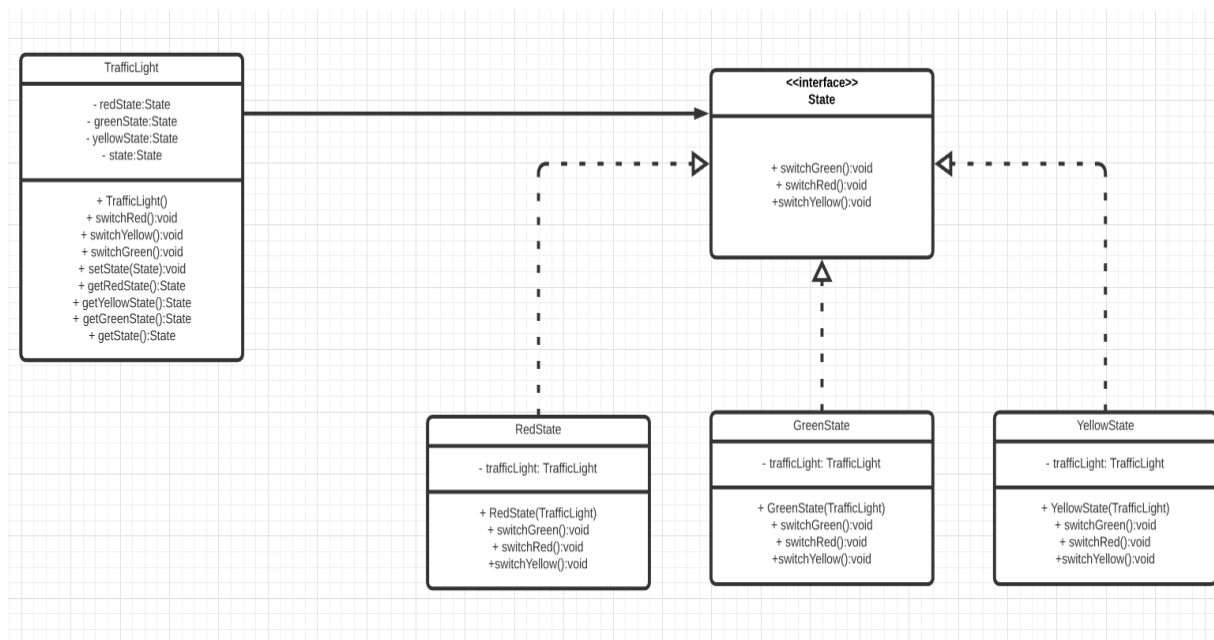 TrafficLight
- redState:State
- greenState:State
- yellowState:State
- state:State
+ TrafficLight()
+ switchRed():void
+ switchYellow():void
+ switchGreen():void
+ setState(State):void
+ getRedState():State
+ getYellowState():State
+ getGreenState():State
+ getState():State
<<interface>>
State
+ switchGreen():void
+ switchRed():void
+switchYellow():void
RedState
- trafficLight: TrafficLight
+ RedState(TrafficLight)
+ switchGreen():void
+ switchRed():void
+switchYellow():void
GreenState
- trafficLight: TrafficLight
+ GreenState(TrafficLight)
+ switchGreen():void
+ switchRed():void
+switchYellow():void
YellowState
- trafficLight: TrafficLight
+ YellowState(TrafficLight)
+ switchGreen():void
+ switchRed():void
+switchYellow():void